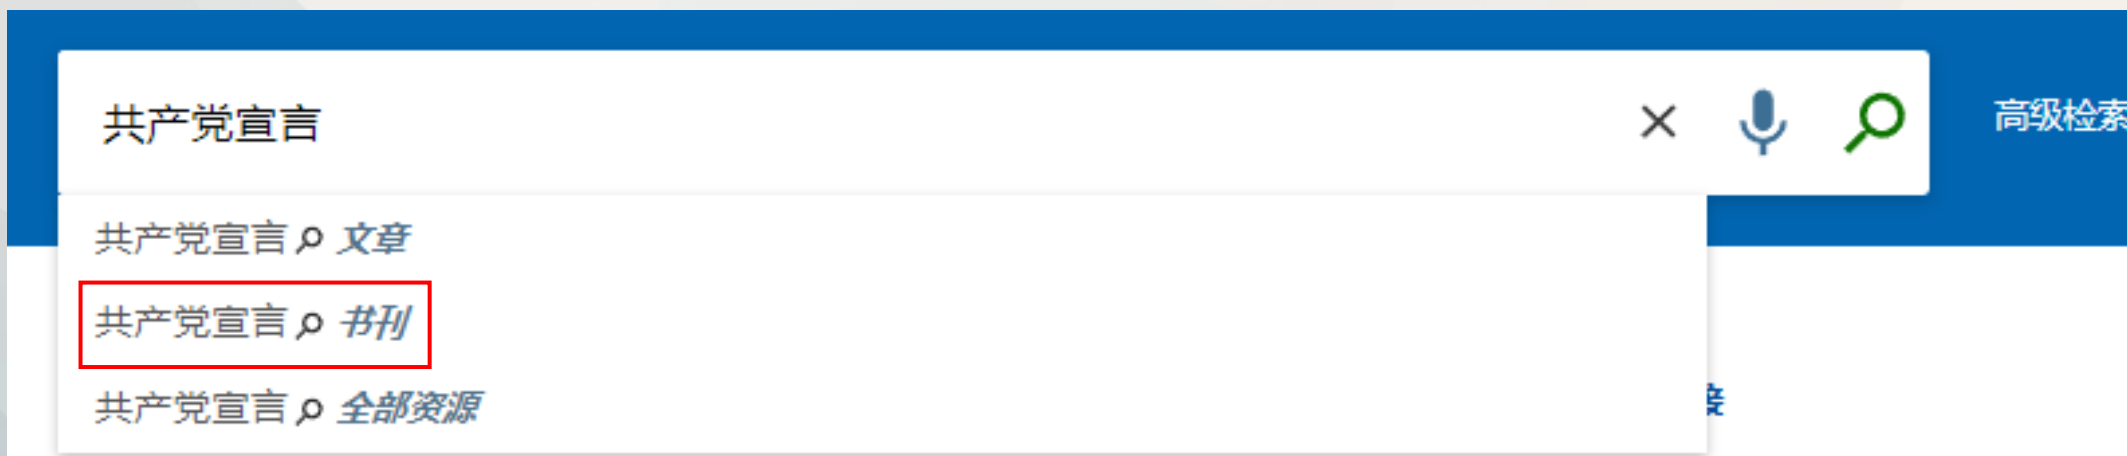 共产党宣言
高级检索
共产党宣言 文章
共产党宣言 书刊
共产党宣言 全部资源
接